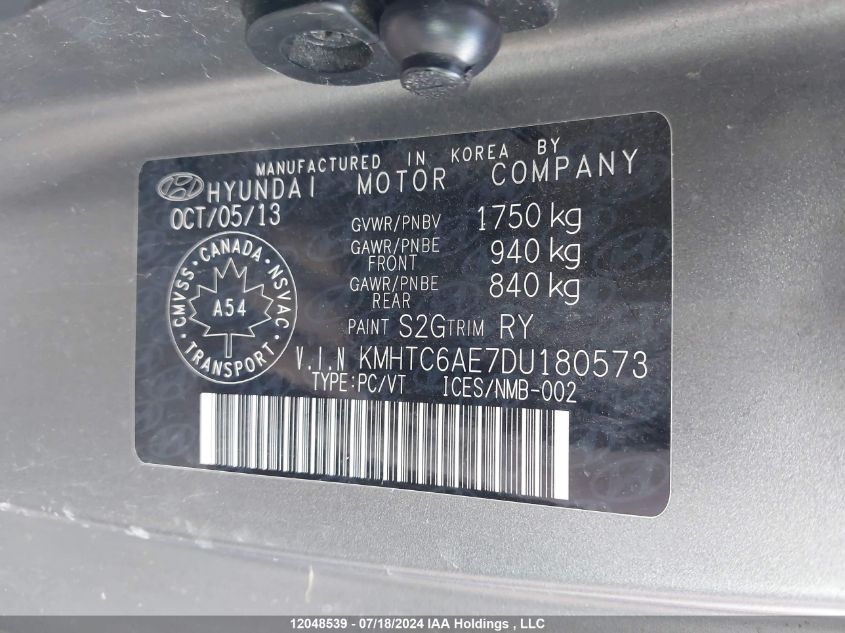 MANUFACTURED IN KOREA BY
HYUNDAI MOTOR COMPANY
OCT/05/13
GVWR/PNBV 1750 kg
GAWR/PNBE FRONT 940 kg
GAWR/PNBE REAR 840 kg
CMVSS · CANADA · NSVAC
A54
· TRANSPORT ·
PAINT S2G TRIM RY
V.I.N KMHTC6AE7DU180573
TYPE:PC/VT ICES/NMB-002
12048539 - 07/18/2024 IAA Holdings , LLC